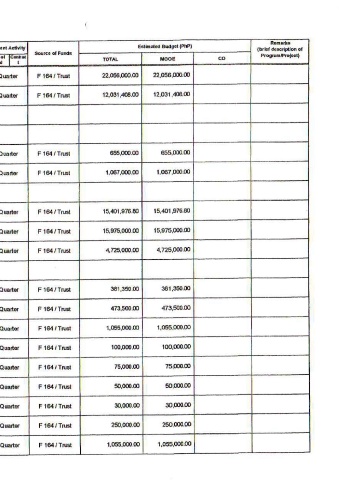 ent Activity Source of Funds Estimated Budget (PhP) Remarks (brief description of Program/Project)
of Contrac t TOTAL MOOE CO
Quarter F 164 / Trust 22,056,000.00 22,056,000.00
Quarter F 164 / Trust 12,031,408.00 12,031,408.00
Quarter F 164 / Trust 655,000.00 655,000.00
Quarter F 164 / Trust 1,067,000.00 1,067,000.00
Quarter F 164 / Trust 15,401,976.80 15,401,976.80
Quarter F 164 / Trust 15,975,000.00 15,975,000.00
Quarter F 164 / Trust 4,725,000.00 4,725,000.00
Quarter F 164 / Trust 361,350.00 361,350.00
Quarter F 164 / Trust 473,500.00 473,500.00
Quarter F 164 / Trust 1,055,000.00 1,055,000.00
Quarter F 164 / Trust 100,000.00 100,000.00
Quarter F 164 / Trust 75,000.00 75,000.00
Quarter F 164 / Trust 50,000.00 50,000.00
Quarter F 164 / Trust 30,000.00 30,000.00
Quarter F 164 / Trust 250,000.00 250,000.00
Quarter F 164 / Trust 1,055,000.00 1,055,000.00